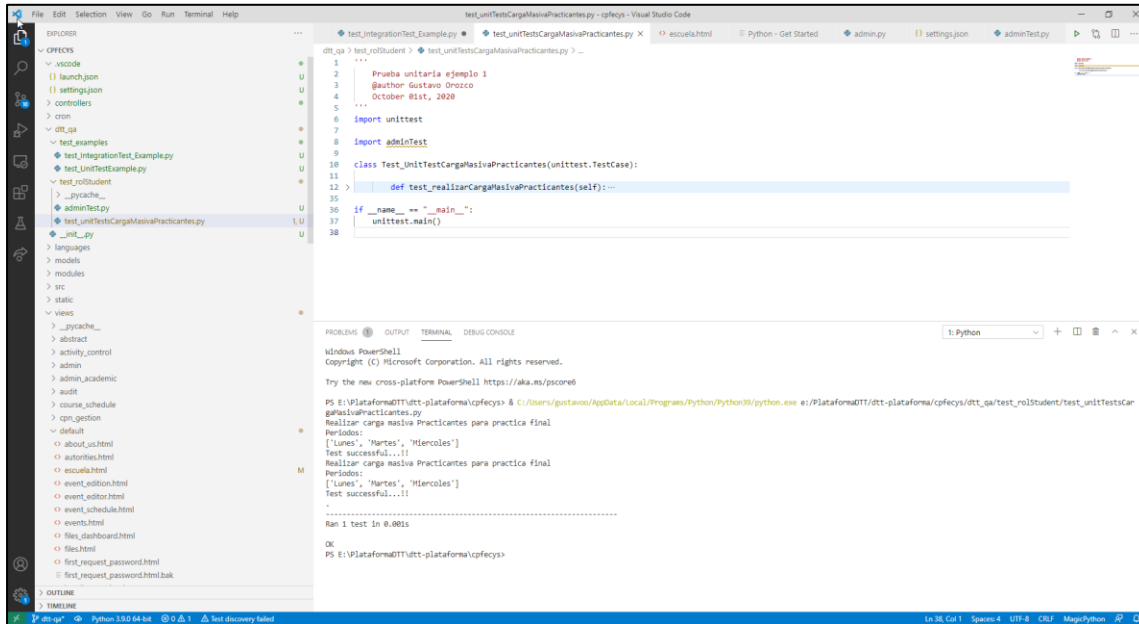 File Edit Selection View Go Run Terminal Help
test_unitTestsCargaMasivaPracticantes.py - cpfecys - Visual Studio Code
EXPLORER
CPFECYS
.vscode
{} launch.json U
{} settings.json U
controllers
cron
dtt_qa
test_examples
test_IntegrationTest_Example.py U
test_UnitTestExample.py U
test_rolStudent
__pycache__
adminTest.py U
test_unitTestsCargaMasivaPracticantes.py 1, U
__init__.py U
languages
models
modules
src
static
views
__pycache__
abstract
activity_control
admin
admin_academic
audit
course_schedule
cpn_gestion
default
about_us.html
autorities.html
escuela.html M
event_edition.html
event_editor.html
event_schedule.html
events.html
files_dashboard.html
files.html
first_request_password.html
first_request_password.html.bak
OUTLINE
TIMELINE
test_IntegrationTest_Example.py test_unitTestsCargaMasivaPracticantes.py escuela.html Python - Get Started admin.py settings.json adminTest.py
dtt_qa > test_rolStudent > test_unitTestsCargaMasivaPracticantes.py > ...
1 '''
2 Prueba unitaria ejemplo 1
3 @author Gustavo Orozco
4 October 01st, 2020
5 '''
6 import unittest
7
8 import adminTest
9
10 class Test_UnitTestCargaMasivaPracticantes(unittest.TestCase):
11
12 > def test_realizarCargaMasivaPracticantes(self):...
35
36 if __name__ == "__main__":
37 unittest.main()
38
PROBLEMS 1 OUTPUT TERMINAL DEBUG CONSOLE 1: Python
Windows PowerShell
Copyright (C) Microsoft Corporation. All rights reserved.
Try the new cross-platform PowerShell https://aka.ms/pscore6
PS E:\PlataformaDTT\dtt-plataforma\cpfecys> & C:/Users/gustavoo/AppData/Local/Programs/Python/Python39/python.exe e:/PlataformaDTT/dtt-plataforma/cpfecys/dtt_qa/test_rolStudent/test_unitTestsCar
gaMasivaPracticantes.py
Realizar carga masiva Practicantes para practica final
Periodos:
['Lunes', 'Martes', 'Miercoles']
Test successful...!!
Realizar carga masiva Practicantes para practica final
Periodos:
['Lunes', 'Martes', 'Miercoles']
Test successful...!!
.
----------------------------------------------------------------------
Ran 1 test in 0.001s
OK
PS E:\PlataformaDTT\dtt-plataforma\cpfecys>
dtt-qa* Python 3.9.0 64-bit 0 1 Test discovery failed Ln 38, Col 1 Spaces: 4 UTF-8 CRLF MagicPython